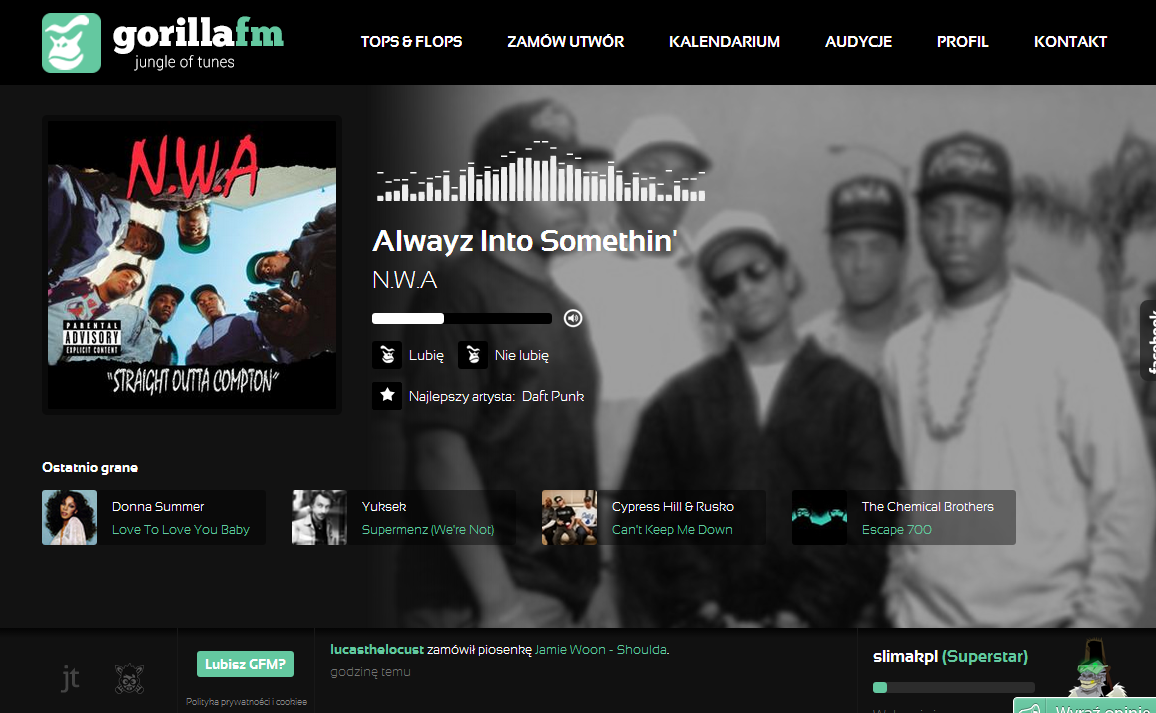 gorillafm
jungle of tunes
TOPS & FLOPS
ZAMÓW UTWÓR
KALENDARIUM
AUDYCJE
PROFIL
KONTAKT
N.W.A
PARENTAL
ADVISORY
EXPLICIT CONTENT
"STRAIGHT OUTTA COMPTON"
Alwayz Into Somethin'
N.W.A
Lubię
Nie lubię
Najlepszy artysta: Daft Punk
facebook
Ostatnio grane
Donna Summer
Love To Love You Baby
Yuksek
Supermenz (We're Not)
Cypress Hill & Rusko
Can't Keep Me Down
The Chemical Brothers
Escape 700
jt
Lubisz GFM?
Polityka prywatności i cookies
lucasthelocust zamówił piosenkę Jamie Woon - Shoulda.
godzinę temu
slimakpl (Superstar)
Wyraź opinię